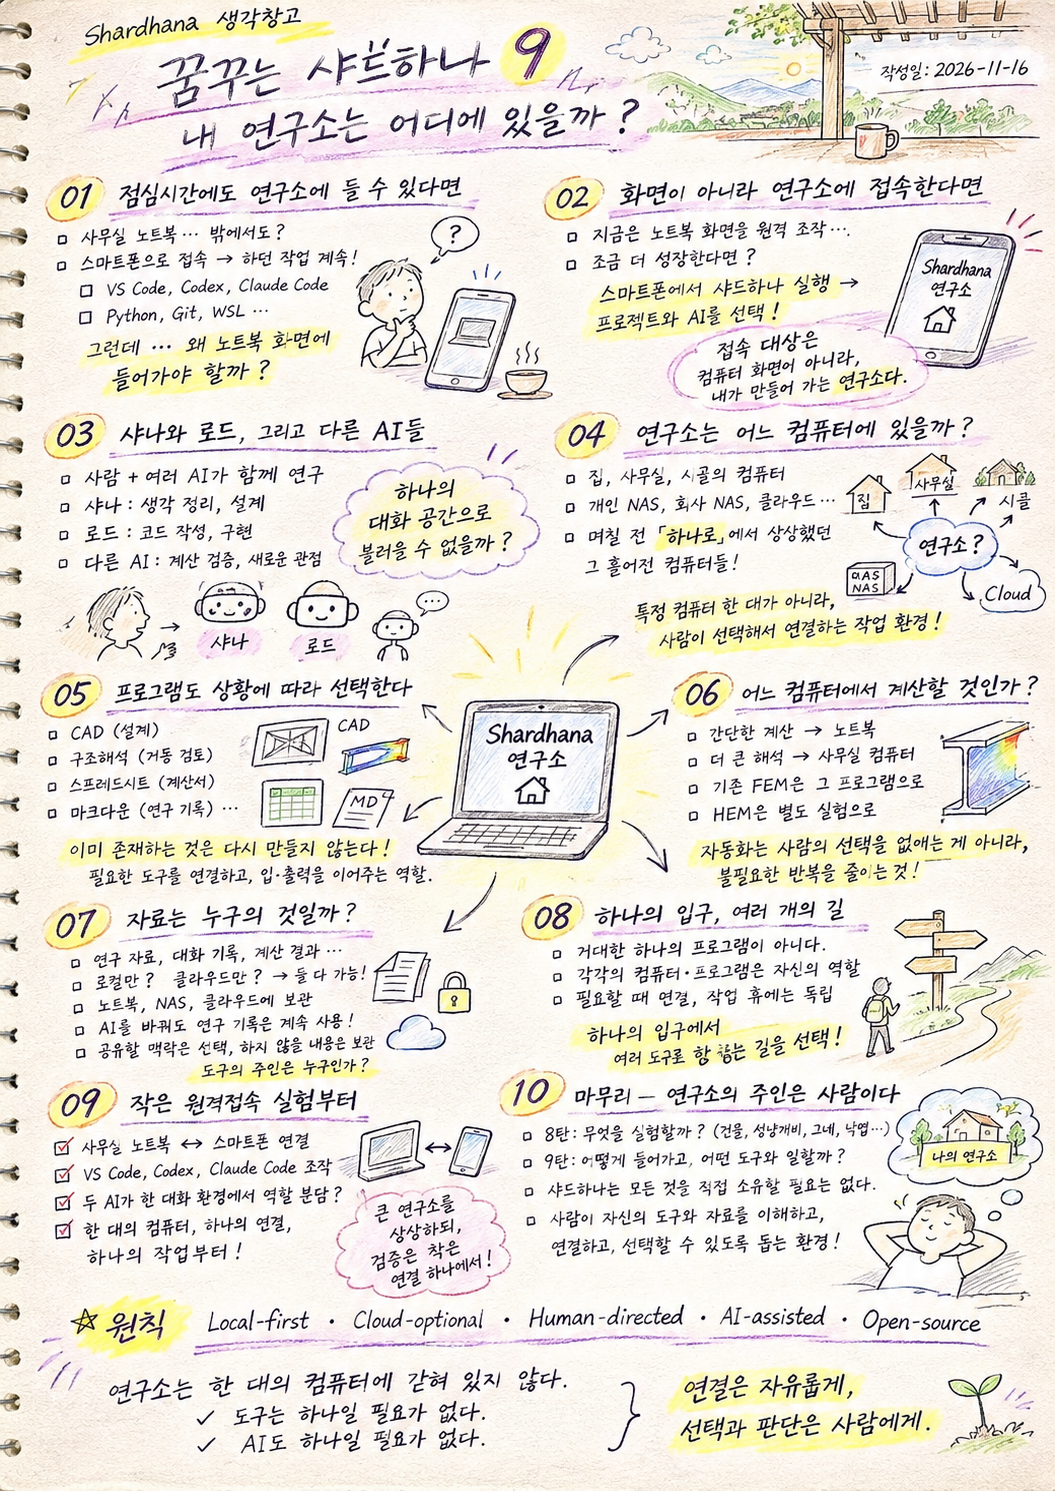 Shardhana 생각창고
꿈꾸는 샤드하나 9
내 연구소는 어디에 있을까?
작성일: 2026-11-16
01 점심시간에도 연구소에 들 수 있다면
사무실 노트북… 밖에서도?
스마트폰으로 접속 → 하던 작업 계속!
VS Code, Codex, Claude Code
Python, Git, WSL …
그런데 … 왜 노트북 화면에
들어가야 할까?
?
02 화면이 아니라 연구소에 접속한다면
지금은 노트북 화면을 원격 조작….
조금 더 성장한다면?
스마트폰에서 샤드하나 실행 →
프로젝트와 AI를 선택!
접속 대상은
컴퓨터 화면이 아니라,
내가 만들어 가는 연구소다.
Shardhana
연구소
03 샤나와 로드, 그리고 다른 AI들
사람 + 여러 AI가 함께 연구
샤나 : 생각 정리, 설계
로드 : 코드 작성, 구현
다른 AI : 계산 검증, 새로운 관점
하나의
대화 공간으로
불러올 수 없을까?
샤나
로드
04 연구소는 어느 컴퓨터에 있을까?
집, 사무실, 시골의 컴퓨터
개인 NAS, 회사 NAS, 클라우드…
며칠 전 「하나로」에서 상상했던
그 흩어진 컴퓨터들!
집
사무실
시골
연구소?
NAS
Cloud
특정 컴퓨터 한 대가 아니라,
사람이 선택해서 연결하는 작업 환경!
05 프로그램도 상황에 따라 선택한다
CAD (설계)
구조해석 (거동 검토)
스프레드시트 (계산서)
마크다운 (연구 기록) …
CAD
MD
이미 존재하는 것은 다시 만들지 않는다!
필요한 도구를 연결하고, 입·출력을 이어주는 역할.
Shardhana
연구소
06 어느 컴퓨터에서 계산할 것인가?
간단한 계산 → 노트북
더 큰 해석 → 사무실 컴퓨터
기존 FEM은 그 프로그램으로
HEM은 별도 실험으로
자동화는 사람의 선택을 없애는 게 아니라,
불필요한 반복을 줄이는 것!
07 자료는 누구의 것일까?
연구 자료, 대화 기록, 계산 결과…
로컬만? 클라우드만? → 둘 다 가능!
노트북, NAS, 클라우드에 보관
AI를 바꿔도 연구 기록은 계속 사용!
공유할 맥락은 선택, 하지 않을 내용은 보관
도구의 주인은 누구인가?
08 하나의 입구, 여러 개의 길
거대한 하나의 프로그램이 아니다.
각각의 컴퓨터·프로그램은 자신의 역할
필요할 때 연결, 작업 후에는 독립
하나의 입구에서
여러 도구로 향하는 길을 선택!
09 작은 원격접속 실험부터
사무실 노트북 ↔ 스마트폰 연결
VS Code, Codex, Claude Code 조작
두 AI가 한 대화 환경에서 역할 분담?
한 대의 컴퓨터, 하나의 연결,
하나의 작업부터!
큰 연구소를
상상하되,
검증은 작은
연결 하나에서!
10 마무리 — 연구소의 주인은 사람이다
8탄: 무엇을 실험할까? (건물, 성냥개비, 그네, 낙엽…)
9탄: 어떻게 들어가고, 어떤 도구와 일할까?
샤드하나는 모든 것을 직접 소유할 필요는 없다.
사람이 자신의 도구와 자료를 이해하고,
연결하고, 선택할 수 있도록 돕는 환경!
나의 연구소
원칙 Local-first · Cloud-optional · Human-directed · AI-assisted · Open-source
연구소는 한 대의 컴퓨터에 갇혀 있지 않다.
✓ 도구는 하나일 필요가 없다.
✓ AI도 하나일 필요가 없다.
연결은 자유롭게,
선택과 판단은 사람에게.